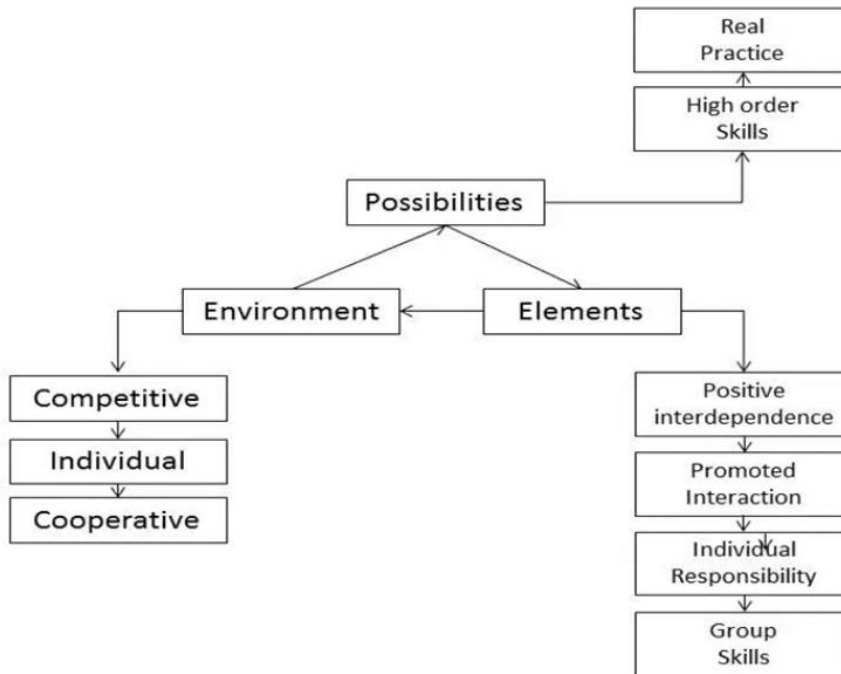 Real
Practice
High order
Skills
Possibilities
Environment
Elements
Competitive
Individual
Cooperative
Positive
interdependence
Promoted
Interaction
Individual
Responsibility
Group
Skills